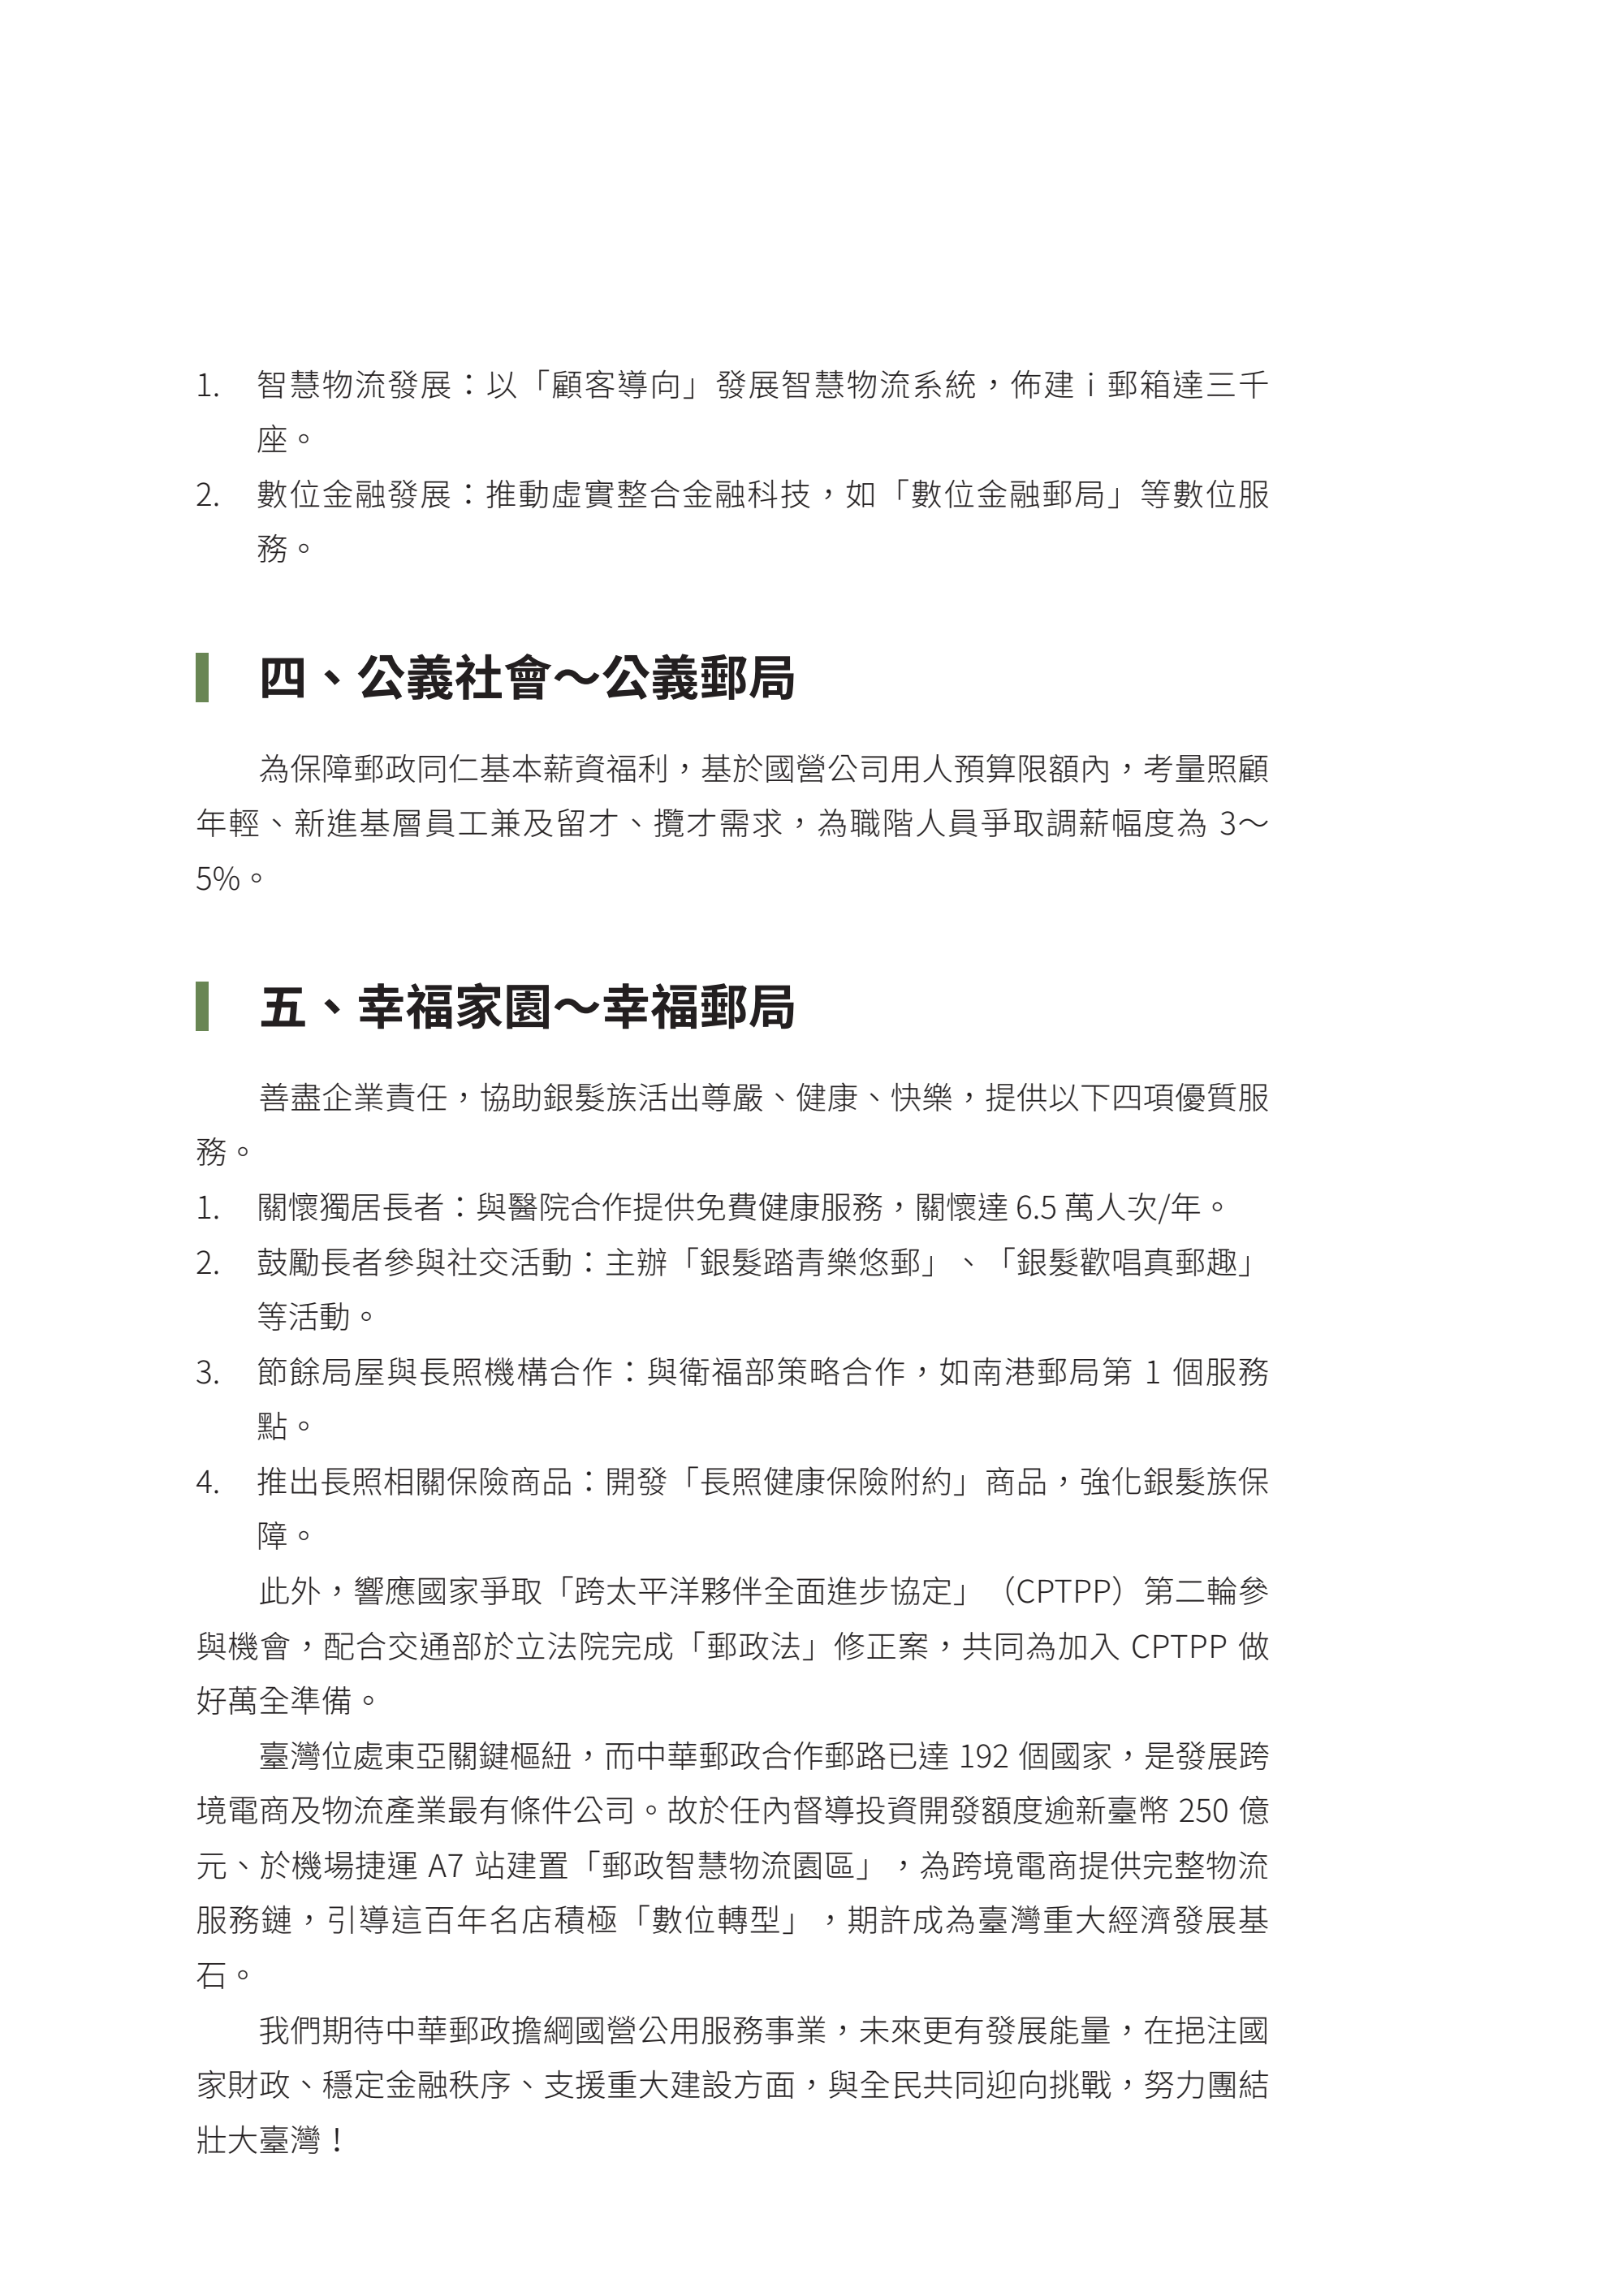 1. 智慧物流發展：以「顧客導向」發展智慧物流系統，佈建 i 郵箱達三千
座。
2. 數位金融發展：推動虛實整合金融科技，如「數位金融郵局」等數位服
務。
四、公義社會～公義郵局
為保障郵政同仁基本薪資福利，基於國營公司用人預算限額內，考量照顧
年輕、新進基層員工兼及留才、攬才需求，為職階人員爭取調薪幅度為 3～
5%。
五、幸福家園～幸福郵局
善盡企業責任，協助銀髮族活出尊嚴、健康、快樂，提供以下四項優質服
務。
1. 關懷獨居長者：與醫院合作提供免費健康服務，關懷達 6.5 萬人次/年。
2. 鼓勵長者參與社交活動：主辦「銀髮踏青樂悠郵」、「銀髮歡唱真郵趣」
等活動。
3. 節餘局屋與長照機構合作：與衛福部策略合作，如南港郵局第 1 個服務
點。
4. 推出長照相關保險商品：開發「長照健康保險附約」商品，強化銀髮族保
障。
此外，響應國家爭取「跨太平洋夥伴全面進步協定」（CPTPP）第二輪參
與機會，配合交通部於立法院完成「郵政法」修正案，共同為加入 CPTPP 做
好萬全準備。
臺灣位處東亞關鍵樞紐，而中華郵政合作郵路已達 192 個國家，是發展跨
境電商及物流產業最有條件公司。故於任內督導投資開發額度逾新臺幣 250 億
元、於機場捷運 A7 站建置「郵政智慧物流園區」，為跨境電商提供完整物流
服務鏈，引導這百年名店積極「數位轉型」，期許成為臺灣重大經濟發展基
石。
我們期待中華郵政擔綱國營公用服務事業，未來更有發展能量，在挹注國
家財政、穩定金融秩序、支援重大建設方面，與全民共同迎向挑戰，努力團結
壯大臺灣！